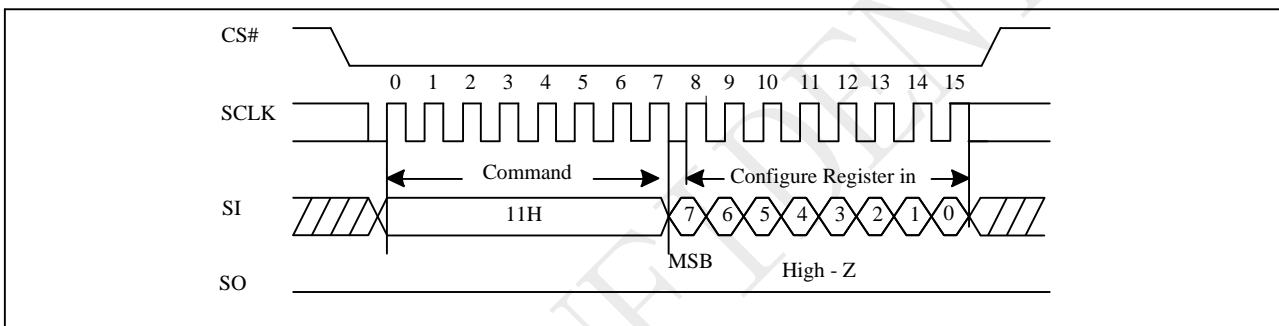 CS#
0 1 2 3 4 5 6 7 8 9 10 11 12 13 14 15
SCLK
Command Configure Register in
SI 11H 7 6 5 4 3 2 1 0
MSB High - Z
SO